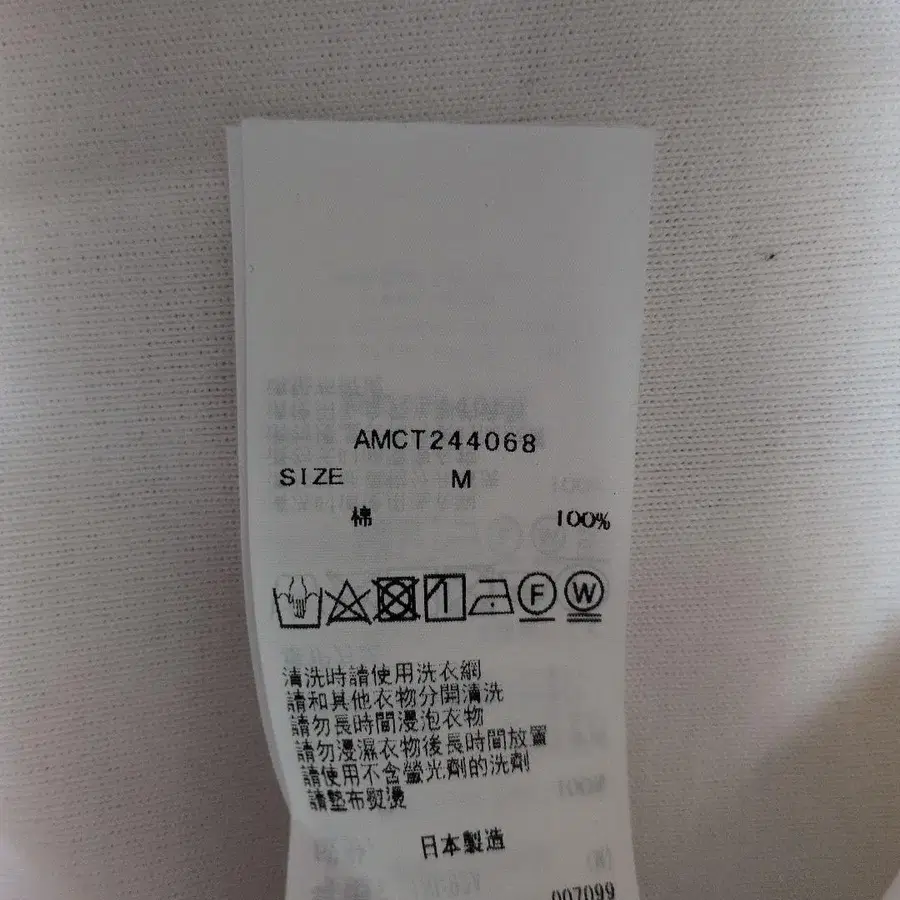 AMCT244068
SIZE M
棉 100%
F W
清洗時請使用洗衣網
請和其他衣物分開清洗
請勿長時間浸泡衣物
請勿浸濕衣物後長時間放置
請使用不含螢光劑的洗劑
請墊布熨燙
日本製造
007099